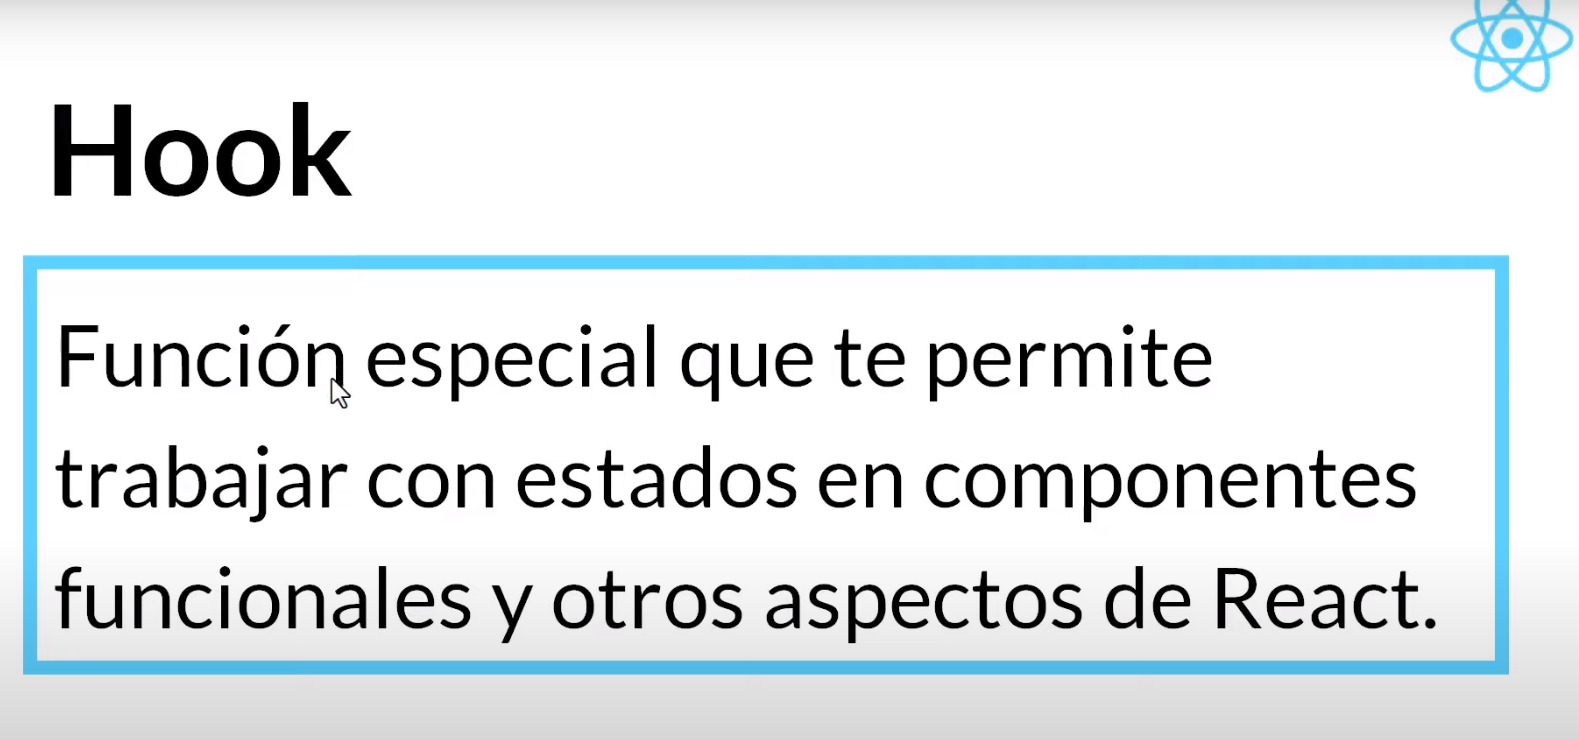 Hook
Función especial que te permite
trabajar con estados en componentes
funcionales y otros aspectos de React.